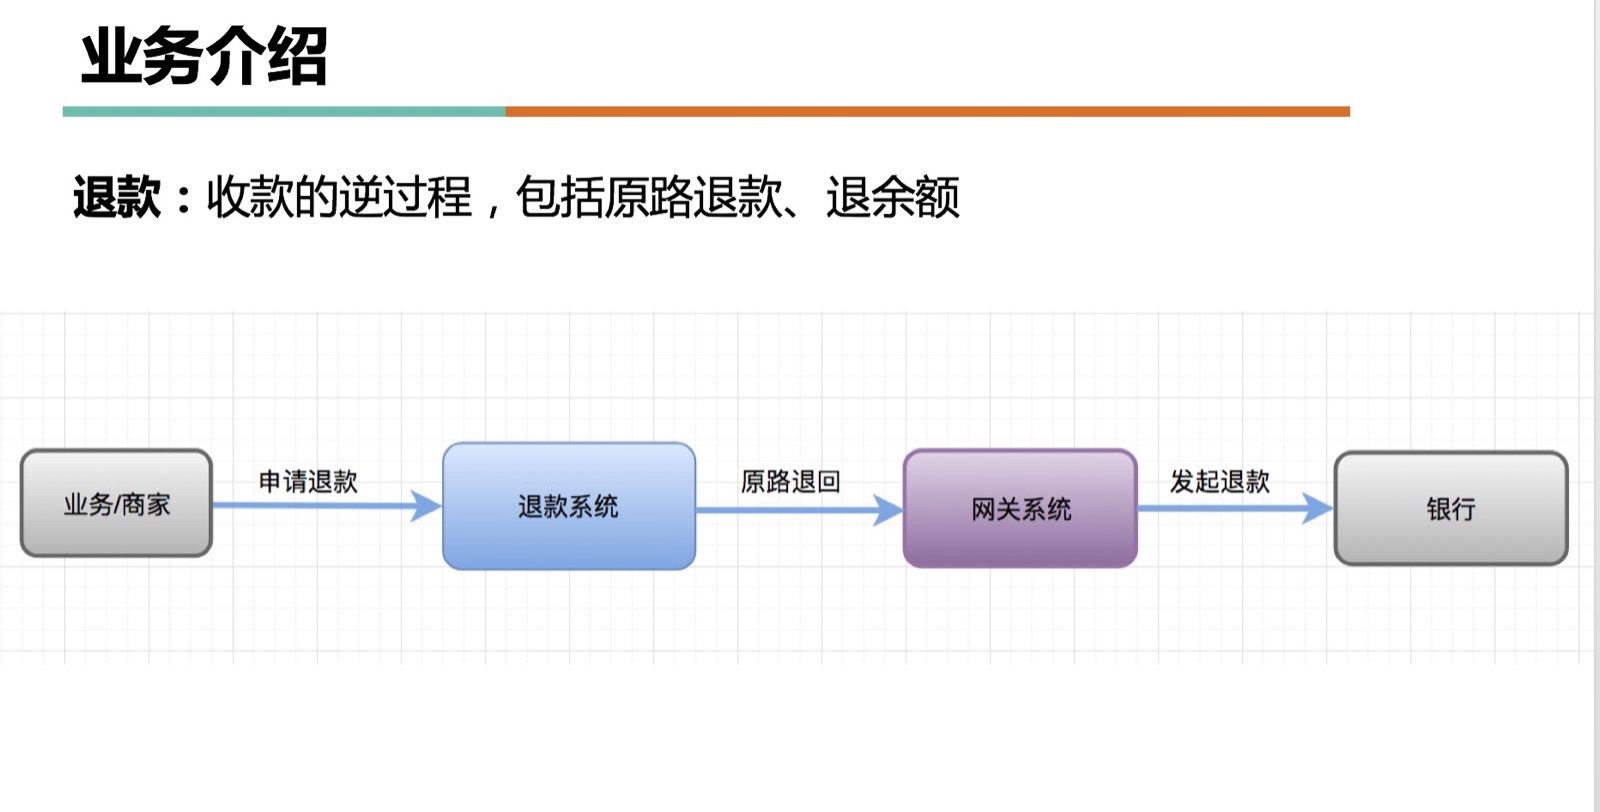 业务介绍
退款：收款的逆过程，包括原路退款、退余额
申请退款
原路退回
发起退款
业务/商家
退款系统
网关系统
银行